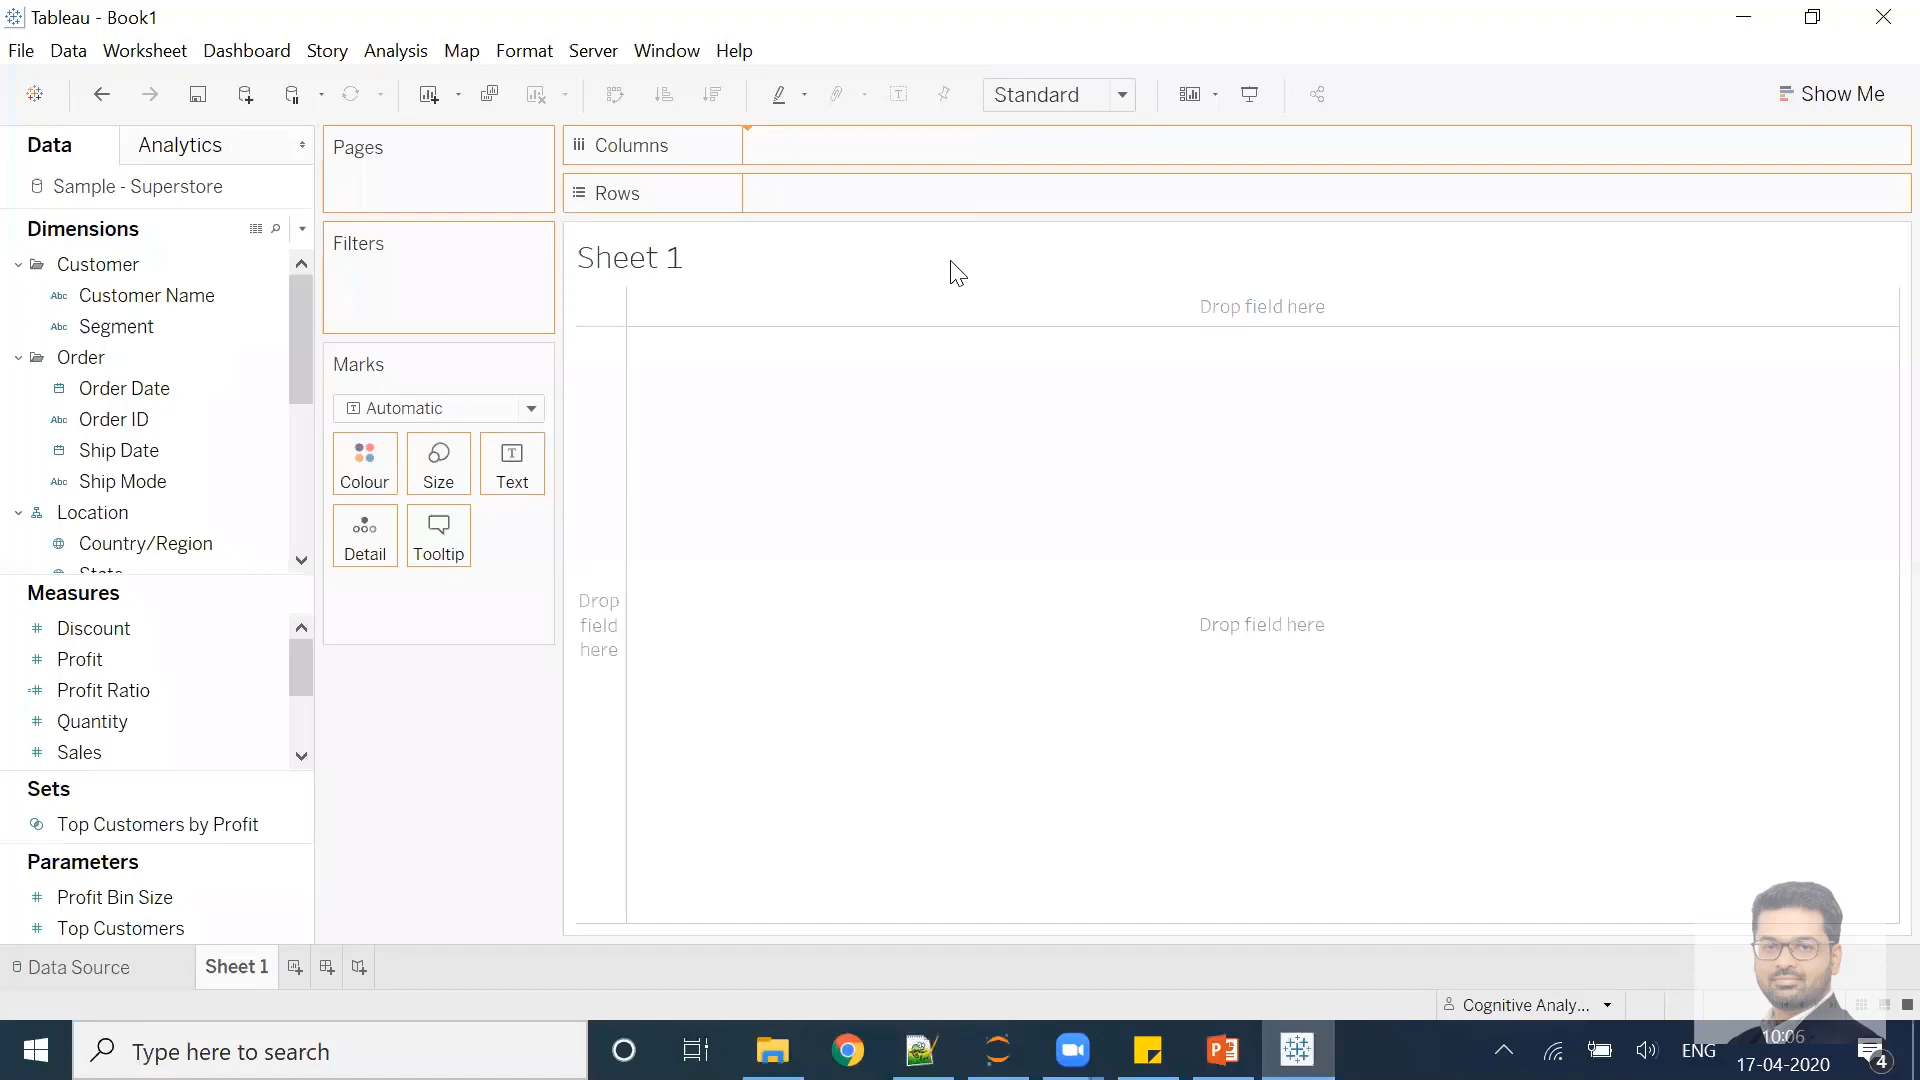 Tableau - Book1
File Data Worksheet Dashboard Story Analysis Map Format Server Window Help
Standard
Show Me
Data
Analytics
Sample - Superstore
Dimensions
Customer
Abc Customer Name
Abc Segment
Order
Order Date
Abc Order ID
Ship Date
Abc Ship Mode
Location
Country/Region
Measures
# Discount
# Profit
=# Profit Ratio
# Quantity
# Sales
Sets
Top Customers by Profit
Parameters
# Profit Bin Size
# Top Customers
Pages
Filters
Marks
T Automatic
Colour
Size
T
Text
Detail
Tooltip
Columns
Rows
Sheet 1
Drop field here
Drop
field
here
Drop field here
Data Source
Sheet 1
Cognitive Analy...
Type here to search
ENG
10:06
17-04-2020
4